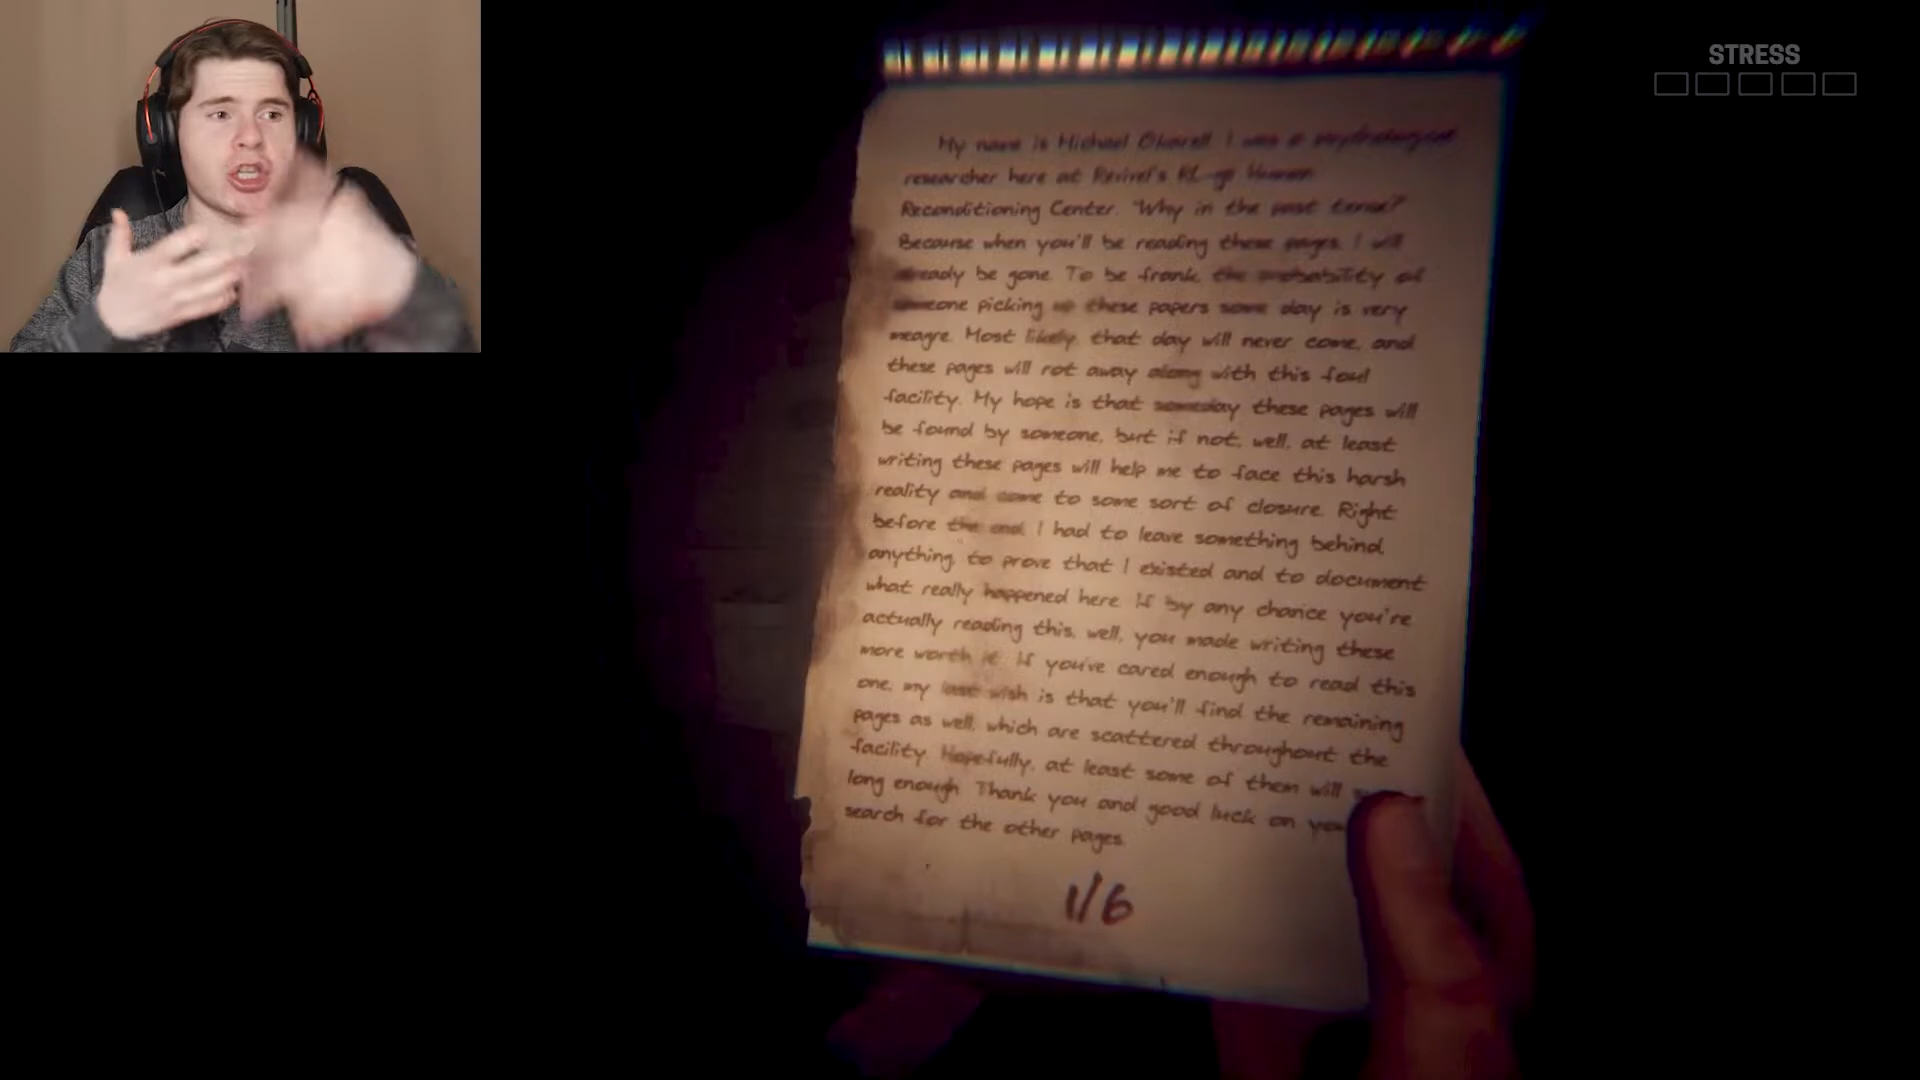 STRESS
My name is Michael I was a
researcher here at Human
Reconditioning Center. "Why in the past tense?"
Because when you'll be reading these pages, I will
already be gone. To be frank, the probability of
someone picking up these papers some day is very
meagre. Most likely, that day will never come, and
these pages will rot away along with this foul
facility. My hope is that someday these pages will
be found by someone, but if not, well, at least
writing these pages will help me to face this harsh
reality and come to some sort of closure. Right
before the end, I had to leave something behind,
anything, to prove that I existed and to document
what really happened here. If by any chance you're
actually reading this, well, you made writing these
more worth it. If you've cared enough to read this
one, my last wish is that you'll find the remaining
pages as well, which are scattered throughout the
facility. Hopefully, at least some of them will
long enough. Thank you and good luck on
search for the other pages.
1/6